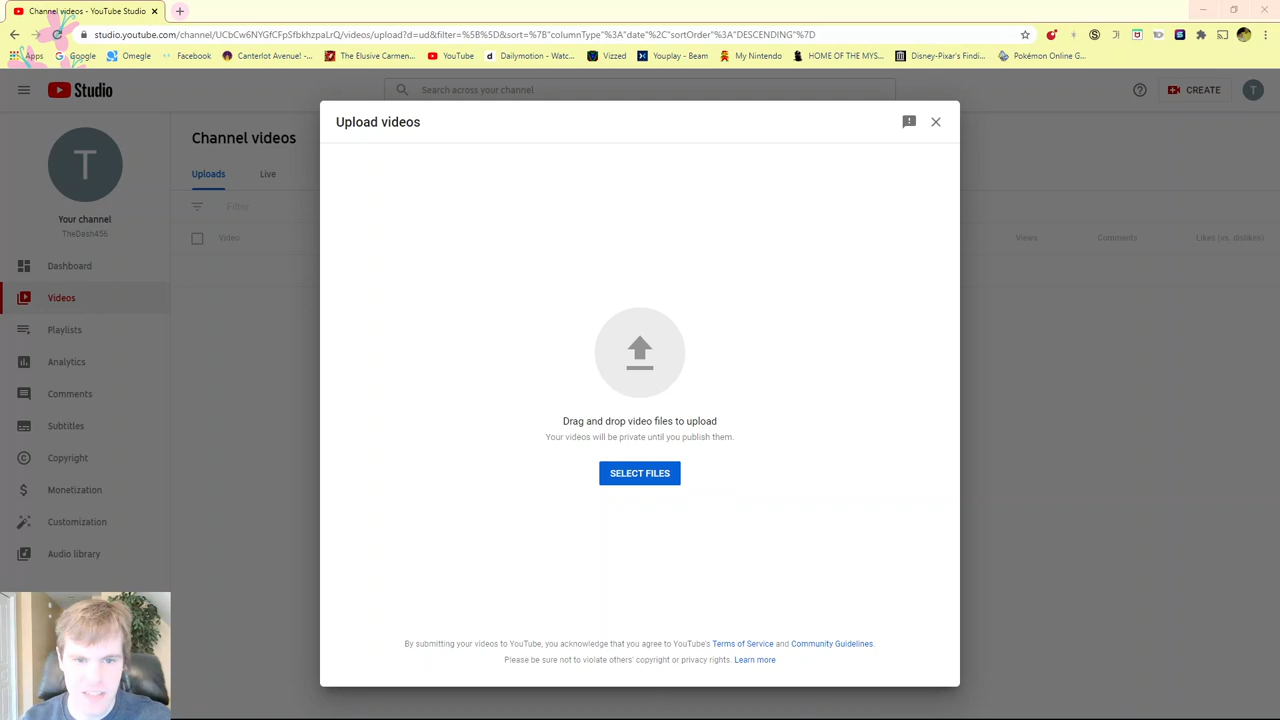 Channel videos - YouTube Studio
studio.youtube.com/channel/UCbCw6NYGfCFpSfbkhzpaLrQ/videos/upload?d=ud&filter=%5B%5D&sort=%7B"columnType"%3A"date"%2C"sortOrder"%3A"DESCENDING"%7D
Apps Google Omegle Facebook Canterlot Avenue! -... The Elusive Carmen... YouTube Dailymotion - Watc... Vizzed Youplay - Beam My Nintendo HOME OF THE MYS... Disney-Pixar's Findi... Pokémon Online G...
Studio
Search across your channel
CREATE
T
T
Your channel
TheDash456
Dashboard
Videos
Playlists
Analytics
Comments
Subtitles
Copyright
Monetization
Customization
Audio library
Channel videos
Uploads Live
Filter
Video Views Comments Likes (vs. dislikes)
Upload videos
Drag and drop video files to upload
Your videos will be private until you publish them.
SELECT FILES
By submitting your videos to YouTube, you acknowledge that you agree to YouTube's Terms of Service and Community Guidelines.
Please be sure not to violate others' copyright or privacy rights. Learn more